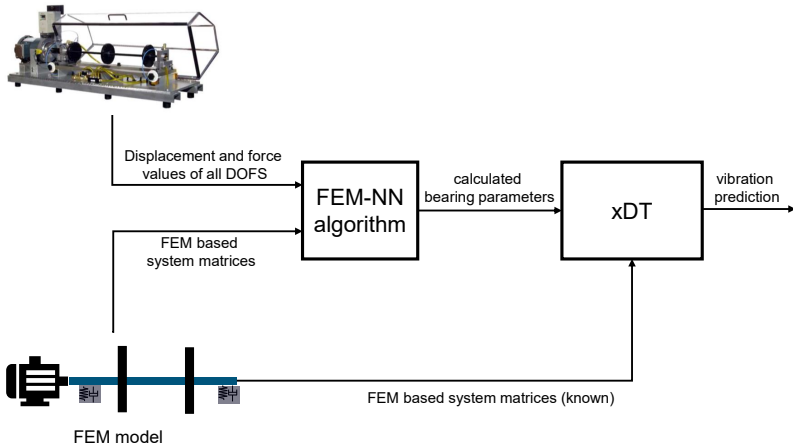 Displacement and force
values of all DOFS
FEM-NN
algorithm
calculated
bearing parameters
xDT
vibration
prediction
FEM based
system matrices
FEM based system matrices (known)
FEM model